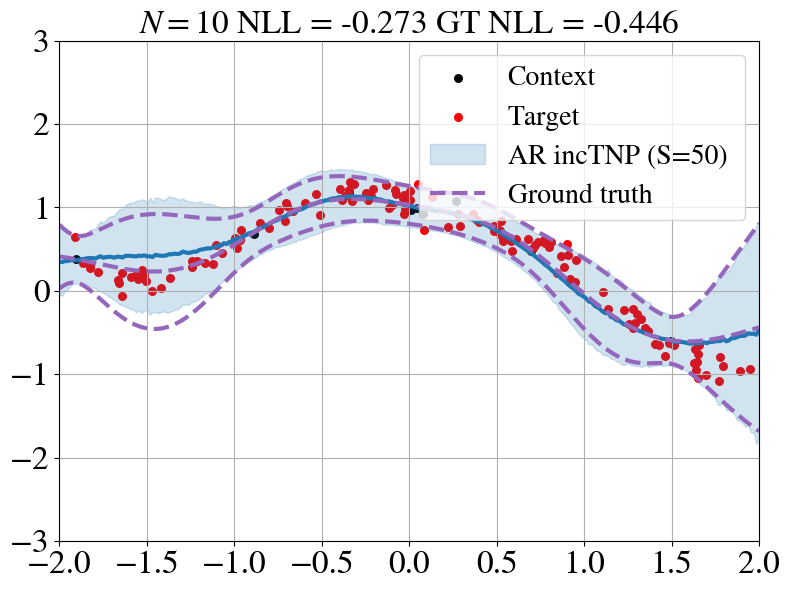 N = 10 NLL = -0.273 GT NLL = -0.446
3
2
1
0
−1
−2
−3
Context
Target
AR incTNP (S=50)
Ground truth
−2.0 −1.5 −1.0 −0.5 0.0 0.5 1.0 1.5 2.0